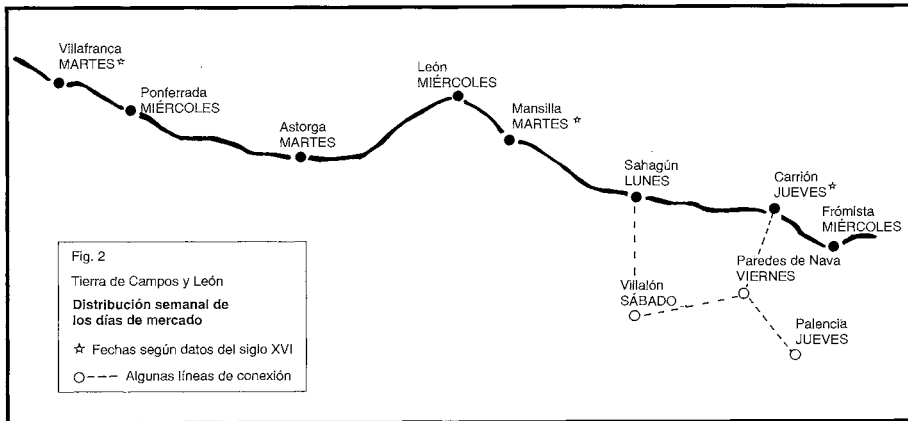 Villafranca
MARTES☆
Ponferrada
MIÉRCOLES
Astorga
MARTES
León
MIÉRCOLES
Mansilla
MARTES ☆
Sahagún
LUNES
Carrión
JUEVES☆
Frómista
MIÉRCOLES
Paredes de Nava
VIERNES
Villalón
SÁBADO
Palencia
JUEVES
Fig. 2
Tierra de Campos y León
Distribución semanal de
los días de mercado
☆ Fechas según datos del siglo XVI
○--- Algunas líneas de conexión